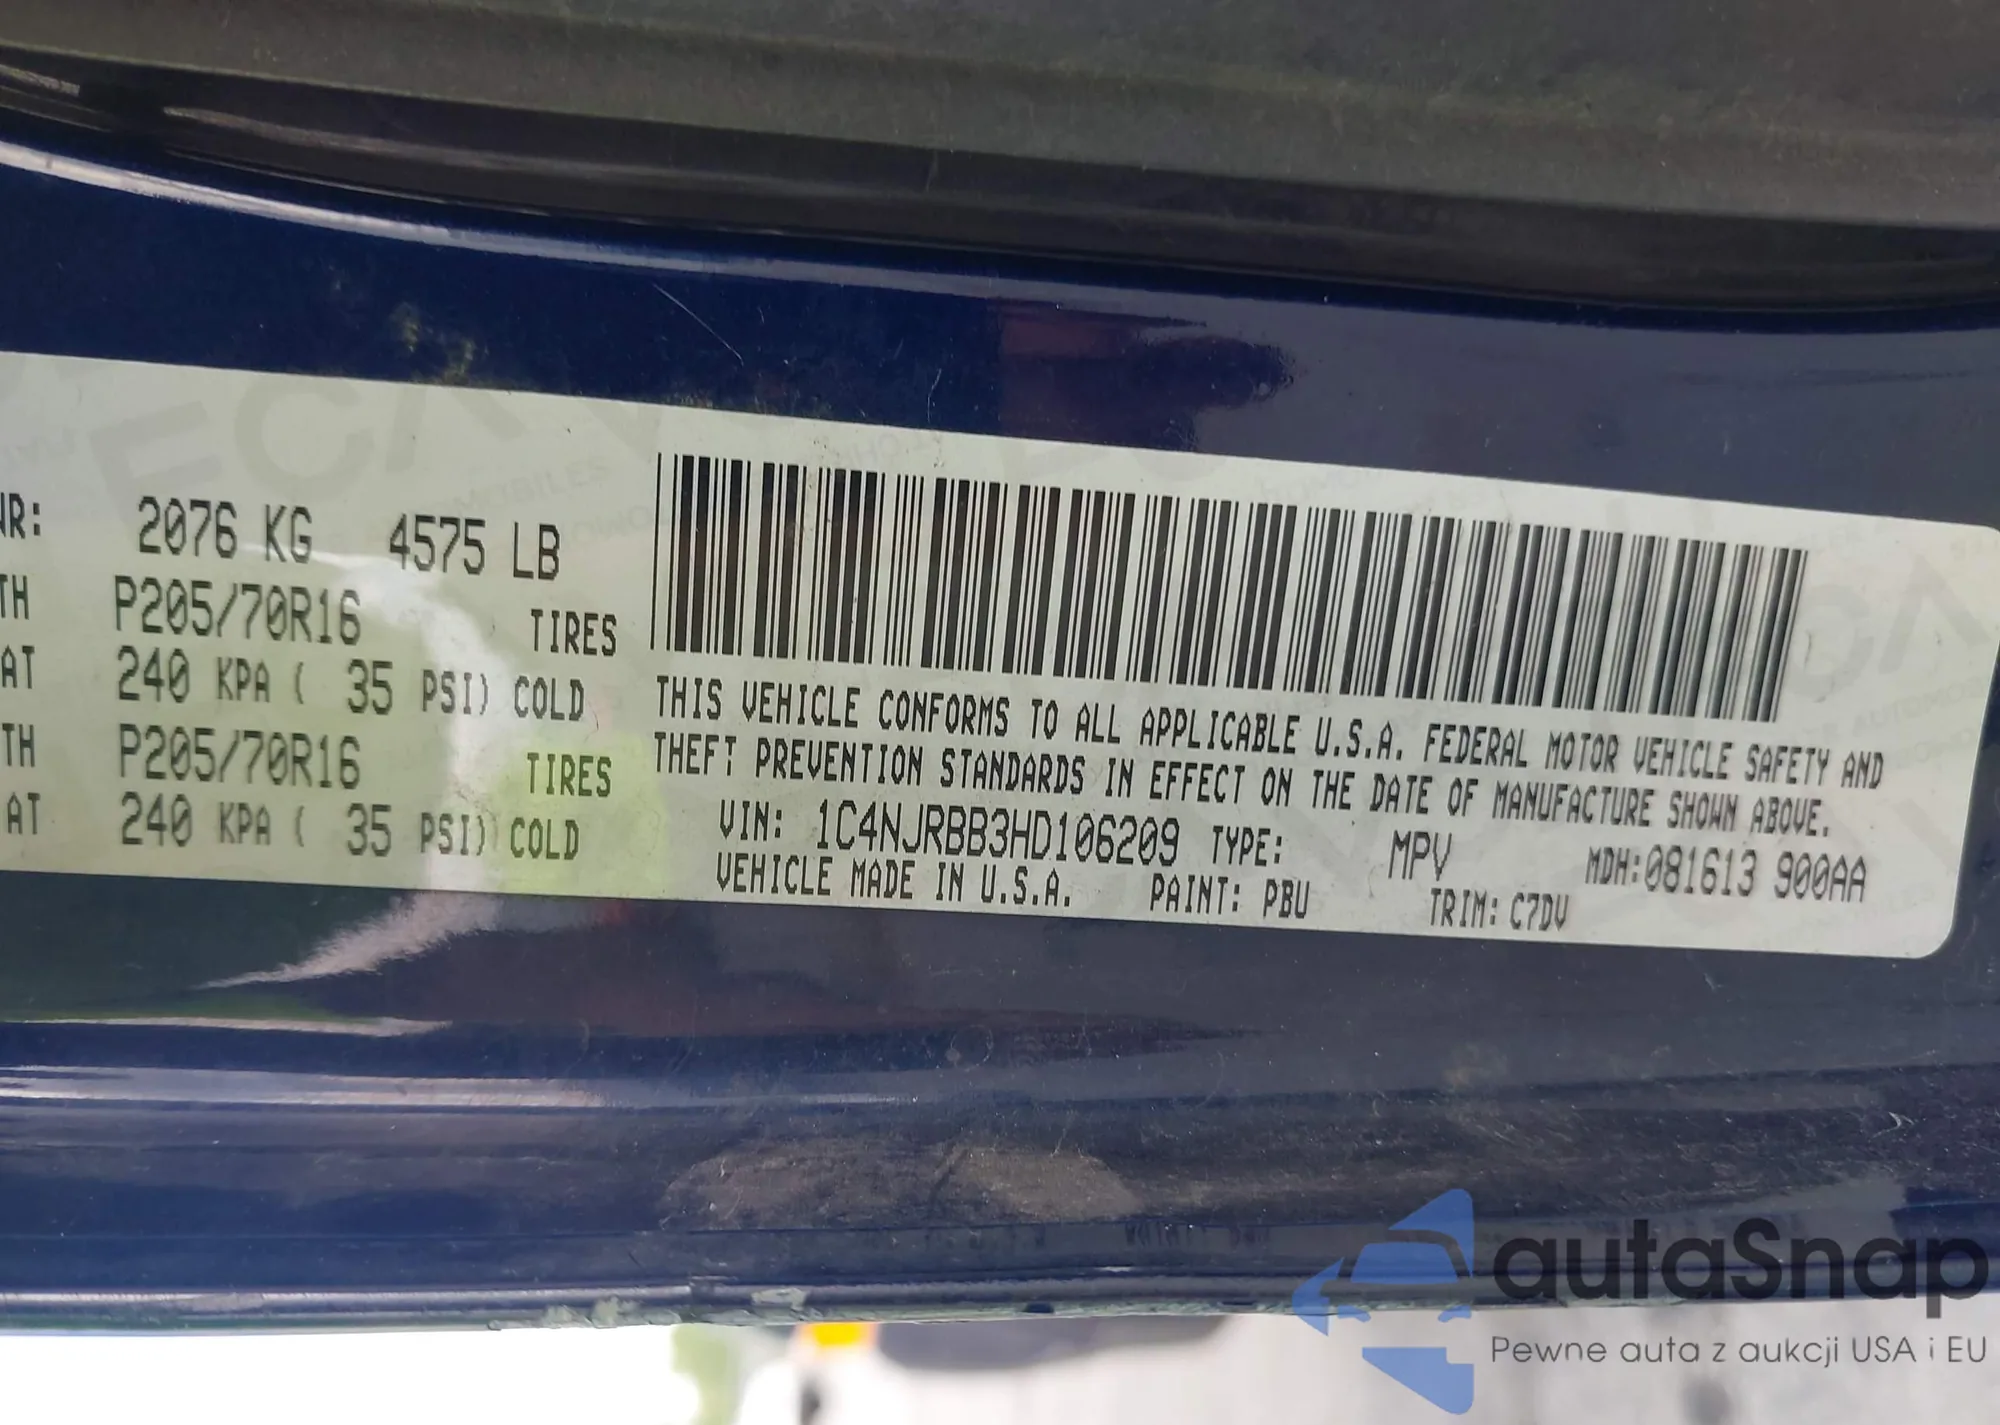 2076 KG 4575 LB
TH P205/70R16 TIRES
AT 240 KPA ( 35 PSI) COLD
TH P205/70R16 TIRES
AT 240 KPA ( 35 PSI) COLD
THIS VEHICLE CONFORMS TO ALL APPLICABLE U.S.A. FEDERAL MOTOR VEHICLE SAFETY AND
THEFT PREVENTION STANDARDS IN EFFECT ON THE DATE OF MANUFACTURE SHOWN ABOVE.
VIN: 1C4NJRBB3HD106209 TYPE: MPV MDH:081613 900AA
VEHICLE MADE IN U.S.A. PAINT: PBU TRIM: C7DV
autaSnap
Pewne auta z aukcji USA i EU